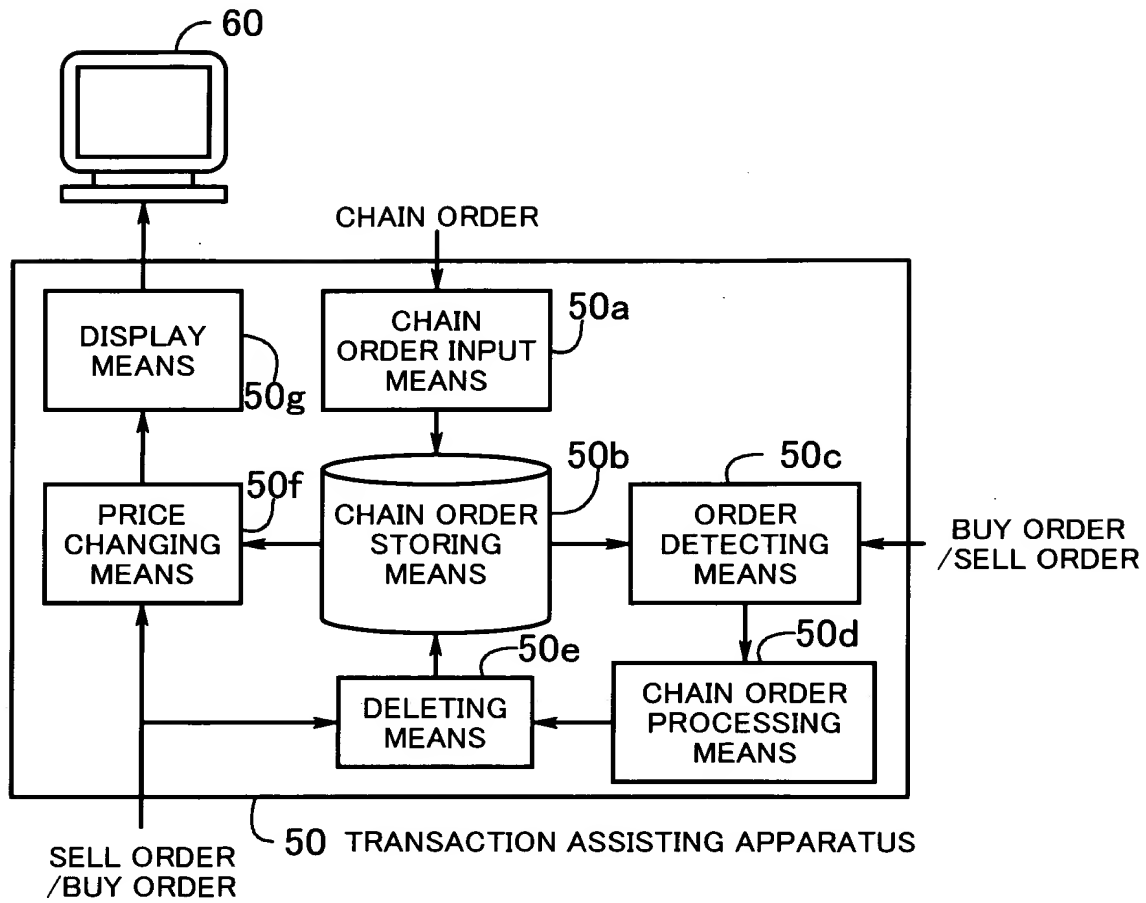 60
CHAIN ORDER
DISPLAY
MEANS
50g
CHAIN
ORDER INPUT
MEANS
50a
PRICE
CHANGING
MEANS
50f
CHAIN ORDER
STORING
MEANS
50b
ORDER
DETECTING
MEANS
50c
BUY ORDER
/SELL ORDER
DELETING
MEANS
50e
CHAIN ORDER
PROCESSING
MEANS
50d
50 TRANSACTION ASSISTING APPARATUS
SELL ORDER
/BUY ORDER